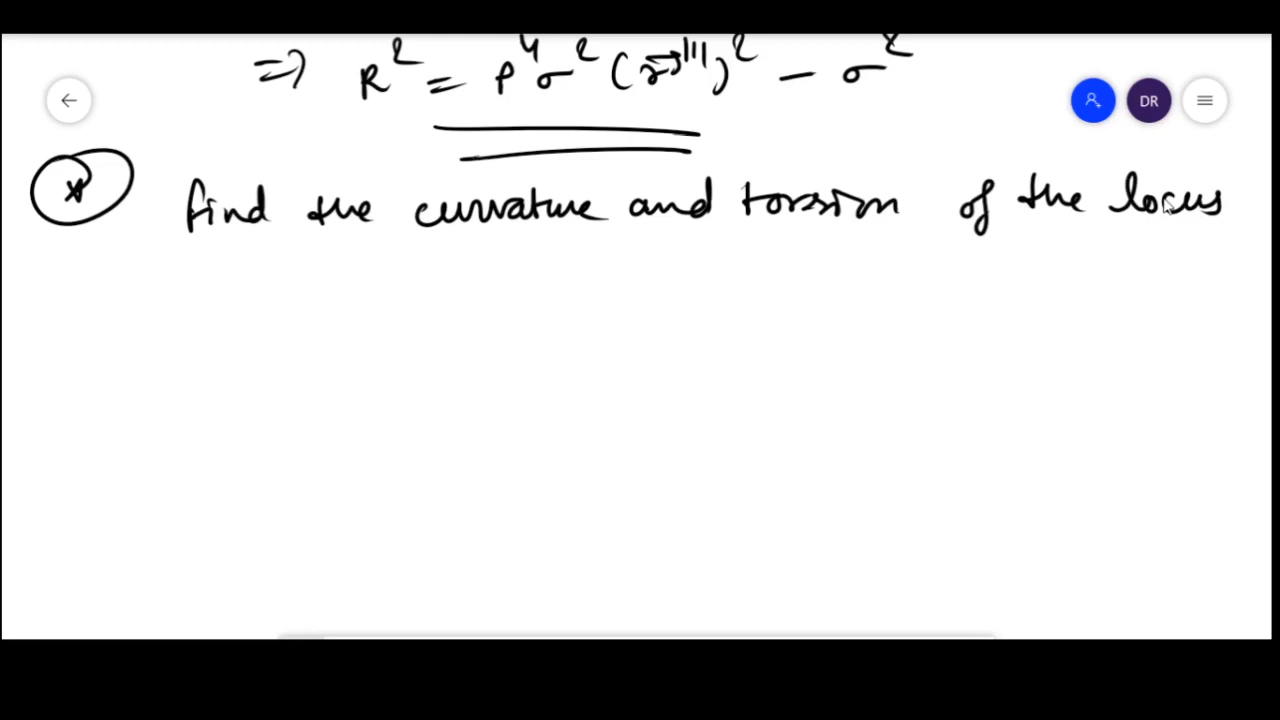 ⇒ R² = ρ⁴σ² (r⃗''')² − σ²
DR
* find the curvature and torsion of the locus